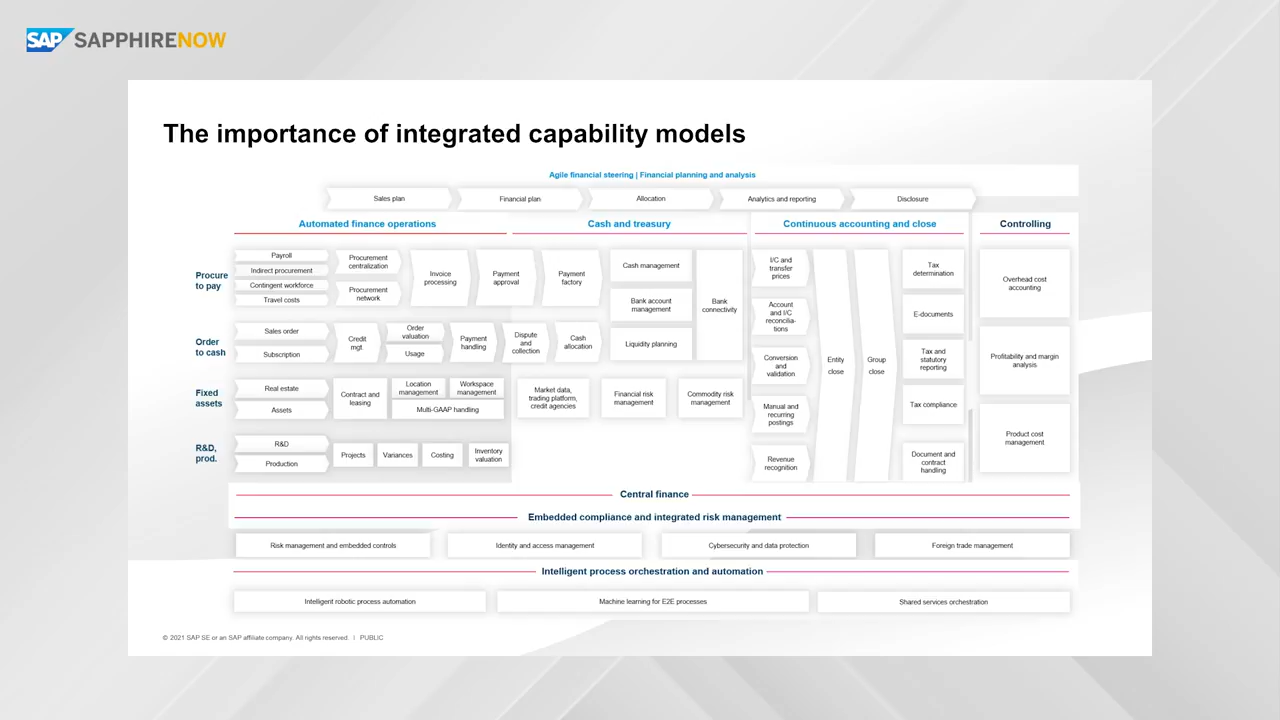 SAP SAPPHIRENOW
The importance of integrated capability models
Agile financial steering | Financial planning and analysis
Sales plan
Financial plan
Allocation
Analytics and reporting
Disclosure
Automated finance operations
Cash and treasury
Continuous accounting and close
Controlling
Procure
to pay
Payroll
Indirect procurement
Contingent workforce
Travel costs
Procurement
centralization
Procurement
network
Invoice
processing
Payment
approval
Payment
factory
Cash management
Bank account
management
Liquidity planning
Bank
connectivity
Order
to cash
Sales order
Subscription
Credit
mgt.
Order
valuation
Usage
Payment
handling
Dispute
and
collection
Cash
allocation
Fixed
assets
Real estate
Assets
Contract and
leasing
Location
management
Workspace
management
Multi-GAAP handling
Market data,
trading platform,
credit agencies
Financial risk
management
Commodity risk
management
R&D,
prod.
R&D
Production
Projects
Variances
Costing
Inventory
valuation
I/C and
transfer
prices
Account
and I/C
reconcilia-
tions
Conversion
and
validation
Manual and
recurring
postings
Revenue
recognition
Entity
close
Group
close
Tax
determination
E-documents
Tax and
statutory
reporting
Tax compliance
Document and
contract
handling
Overhead cost
accounting
Profitability and margin
analysis
Product cost
management
Central finance
Embedded compliance and integrated risk management
Risk management and embedded controls
Identity and access management
Cybersecurity and data protection
Foreign trade management
Intelligent process orchestration and automation
Intelligent robotic process automation
Machine learning for E2E processes
Shared services orchestration
© 2021 SAP SE or an SAP affiliate company. All rights reserved. | PUBLIC